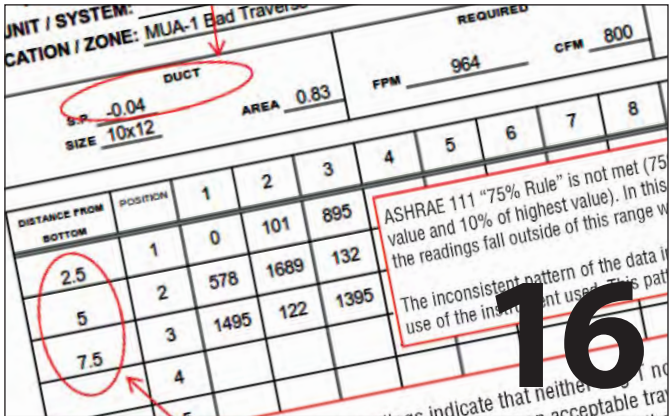 UNIT / SYSTEM:
CATION / ZONE: MUA-1 Bad Traverse
DUCT
S.P. -0.04
SIZE 10x12
AREA 0.83
REQUIRED
FPM 964
CFM 800
DISTANCE FROM BOTTOM POSITION 1 2 3 4 5 6 7 8
2.5 1 0 101 895
5 2 578 1689 132
7.5 3 1495 122 1395
4
5
ASHRAE 111 “75% Rule” is not met (75
value and 10% of highest value). In this
the readings fall outside of this range w
The inconsistent pattern of the data i
use of the instrument used. This pat
indicate that neither
acceptable tra
16